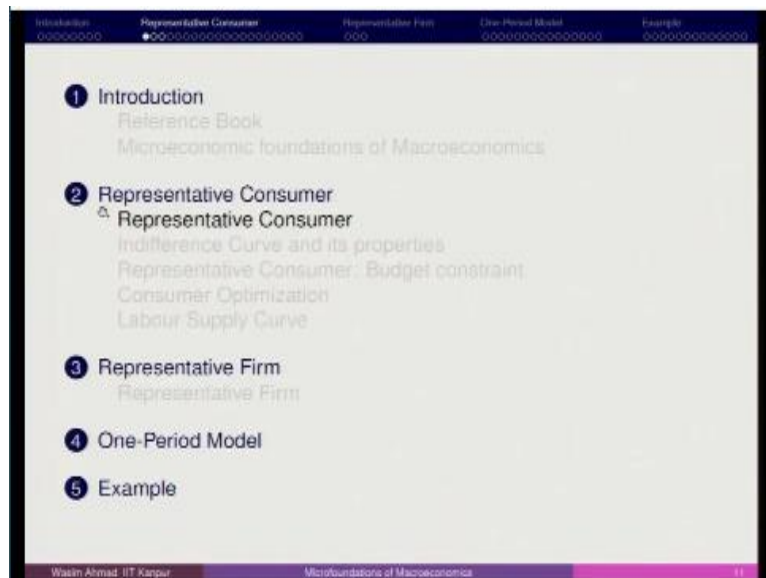 Introduction
Representative Consumer
Representative Firm
One-Period Model
Example
1 Introduction
Reference Book
Microeconomic foundations of Macroeconomics
2 Representative Consumer
Representative Consumer
Indifference Curve and its properties
Representative Consumer: Budget constraint
Consumer Optimization
Labour Supply Curve
3 Representative Firm
Representative Firm
4 One-Period Model
5 Example
Wasim Ahmad IIT Kanpur
Microfoundations of Macroeconomics
11